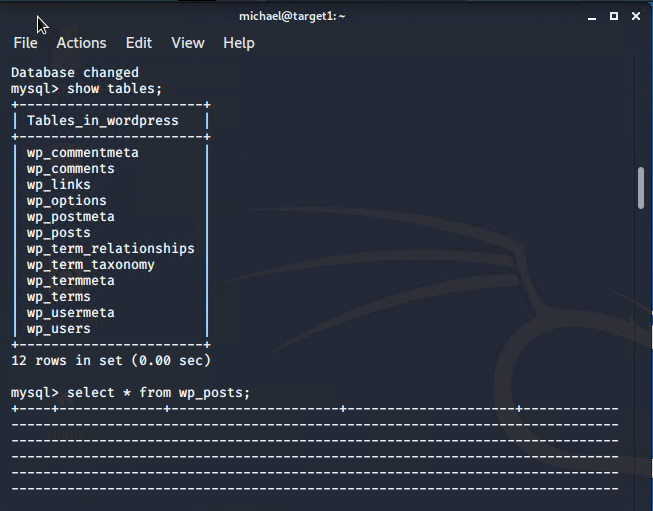 michael@target1: ~
File Actions Edit View Help
Database changed
mysql> show tables;
+------------------------+
| Tables_in_wordpress    |
+------------------------+
| wp_commentmeta         |
| wp_comments            |
| wp_links               |
| wp_options             |
| wp_postmeta            |
| wp_posts               |
| wp_term_relationships  |
| wp_term_taxonomy       |
| wp_termmeta            |
| wp_terms               |
| wp_usermeta            |
| wp_users               |
+------------------------+
12 rows in set (0.00 sec)
mysql> select * from wp_posts;
+----+-------------+---------------------+---------------------+------------
----------------------------------------------------------------------------
----------------------------------------------------------------------------
----------------------------------------------------------------------------
----------------------------------------------------------------------------
----------------------------------------------------------------------------